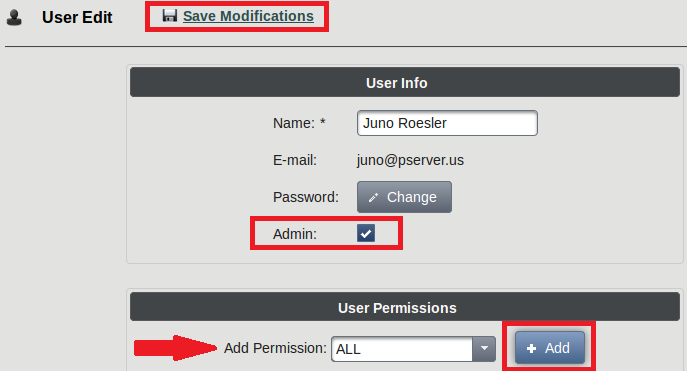 User Edit Save Modifications
User Info
Name: * Juno Roesler
E-mail: juno@pserver.us
Password: Change
Admin:
User Permissions
Add Permission: ALL Add